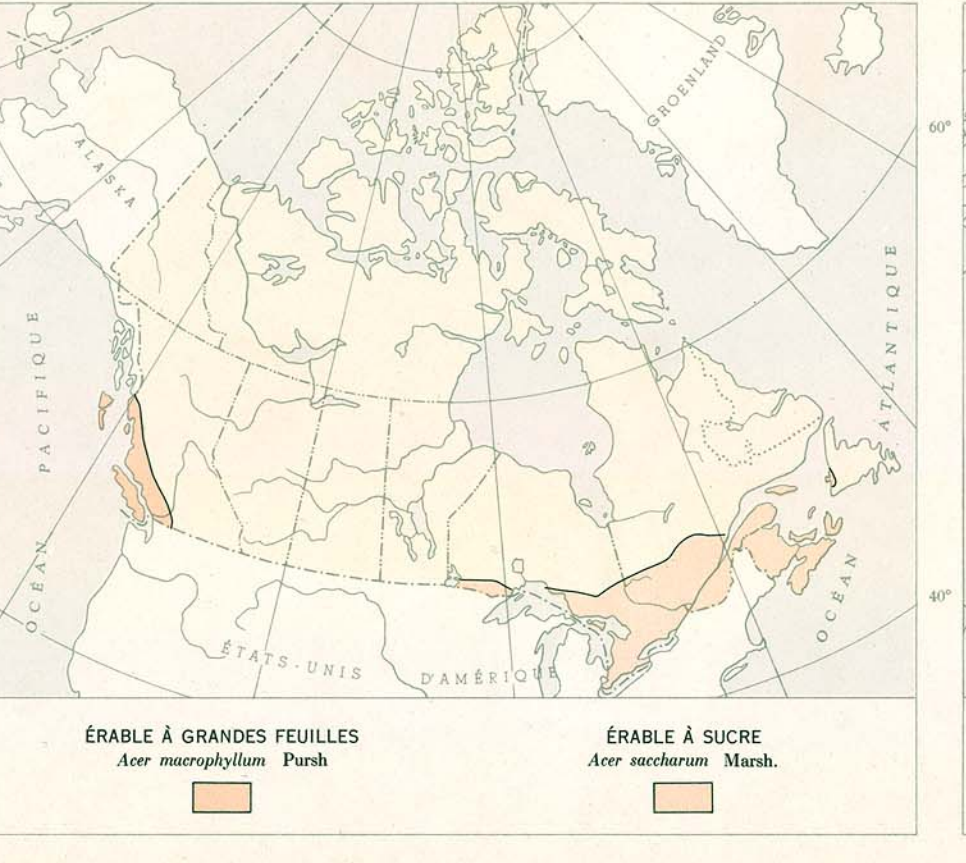 GROENLAND
60°
ALASKA
OCÉAN PACIFIQUE
OCÉAN ATLANTIQUE
40°
ÉTATS-UNIS D'AMÉRIQUE
ÉRABLE À GRANDES FEUILLES
Acer macrophyllum Pursh
ÉRABLE À SUCRE
Acer saccharum Marsh.